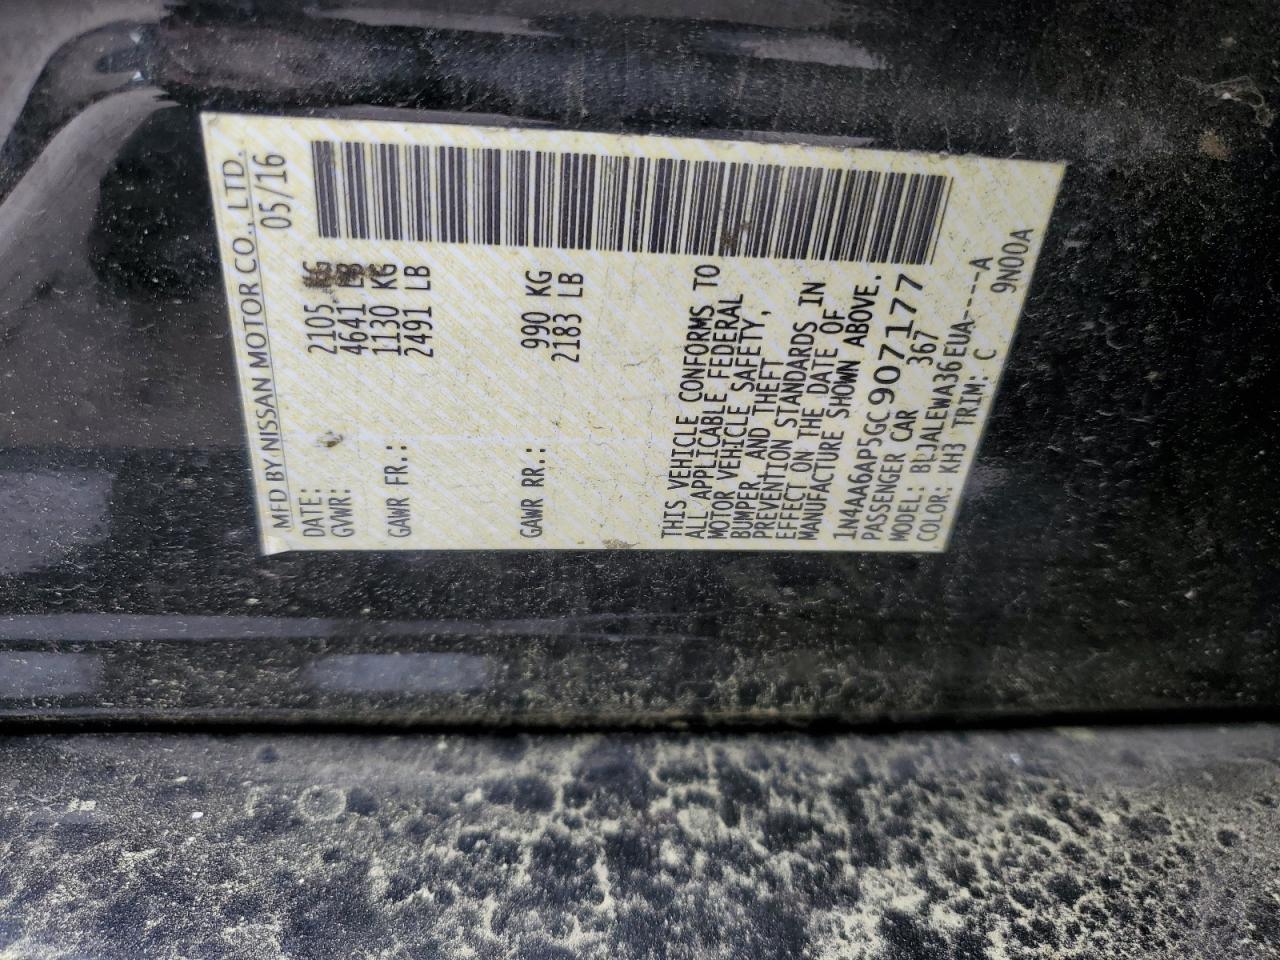 MFD BY NISSAN MOTOR CO., LTD.
DATE: 05/16
GVWR: 2105 KG
4641 LB
GAWR FR.: 1130 KG
2491 LB
GAWR RR.: 990 KG
2183 LB
THIS VEHICLE CONFORMS TO
ALL APPLICABLE FEDERAL
MOTOR VEHICLE SAFETY,
BUMPER, AND THEFT
PREVENTION STANDARDS IN
EFFECT ON THE DATE OF
MANUFACTURE SHOWN ABOVE.
1N4AA6AP5GC907177
PASSENGER CAR 367
MODEL: BLJALEWA36EUA-----A
COLOR: KH3 TRIM: C 9N00A